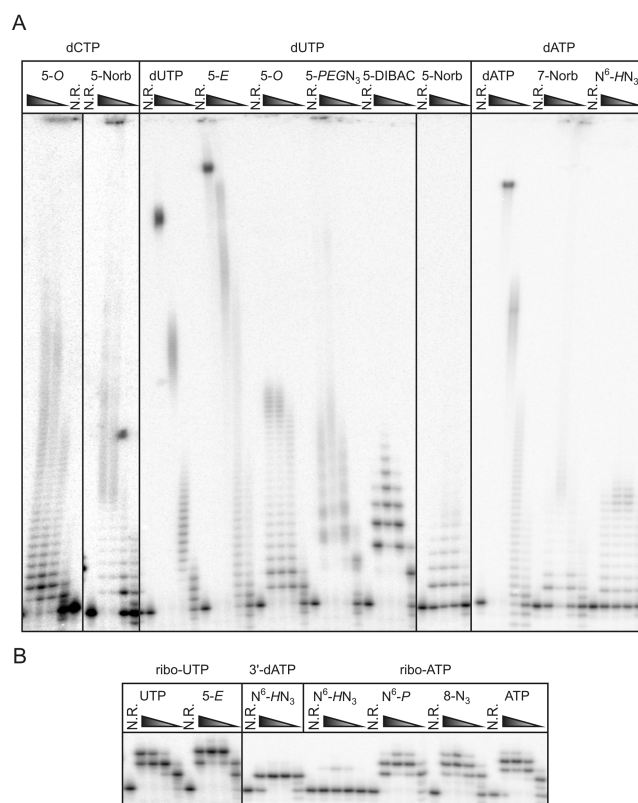 A
dCTP dUTP dATP
5-O 5-Norb dUTP 5-E 5-O 5-PEGN₃ 5-DIBAC 5-Norb dATP 7-Norb N⁶-HN₃
N.R. N.R. N.R. N.R. N.R. N.R. N.R. N.R. N.R. N.R. N.R.
B
ribo-UTP 3'-dATP ribo-ATP
UTP 5-E N⁶-HN₃ N⁶-HN₃ N⁶-P 8-N₃ ATP
N.R. N.R. N.R. N.R. N.R. N.R. N.R.